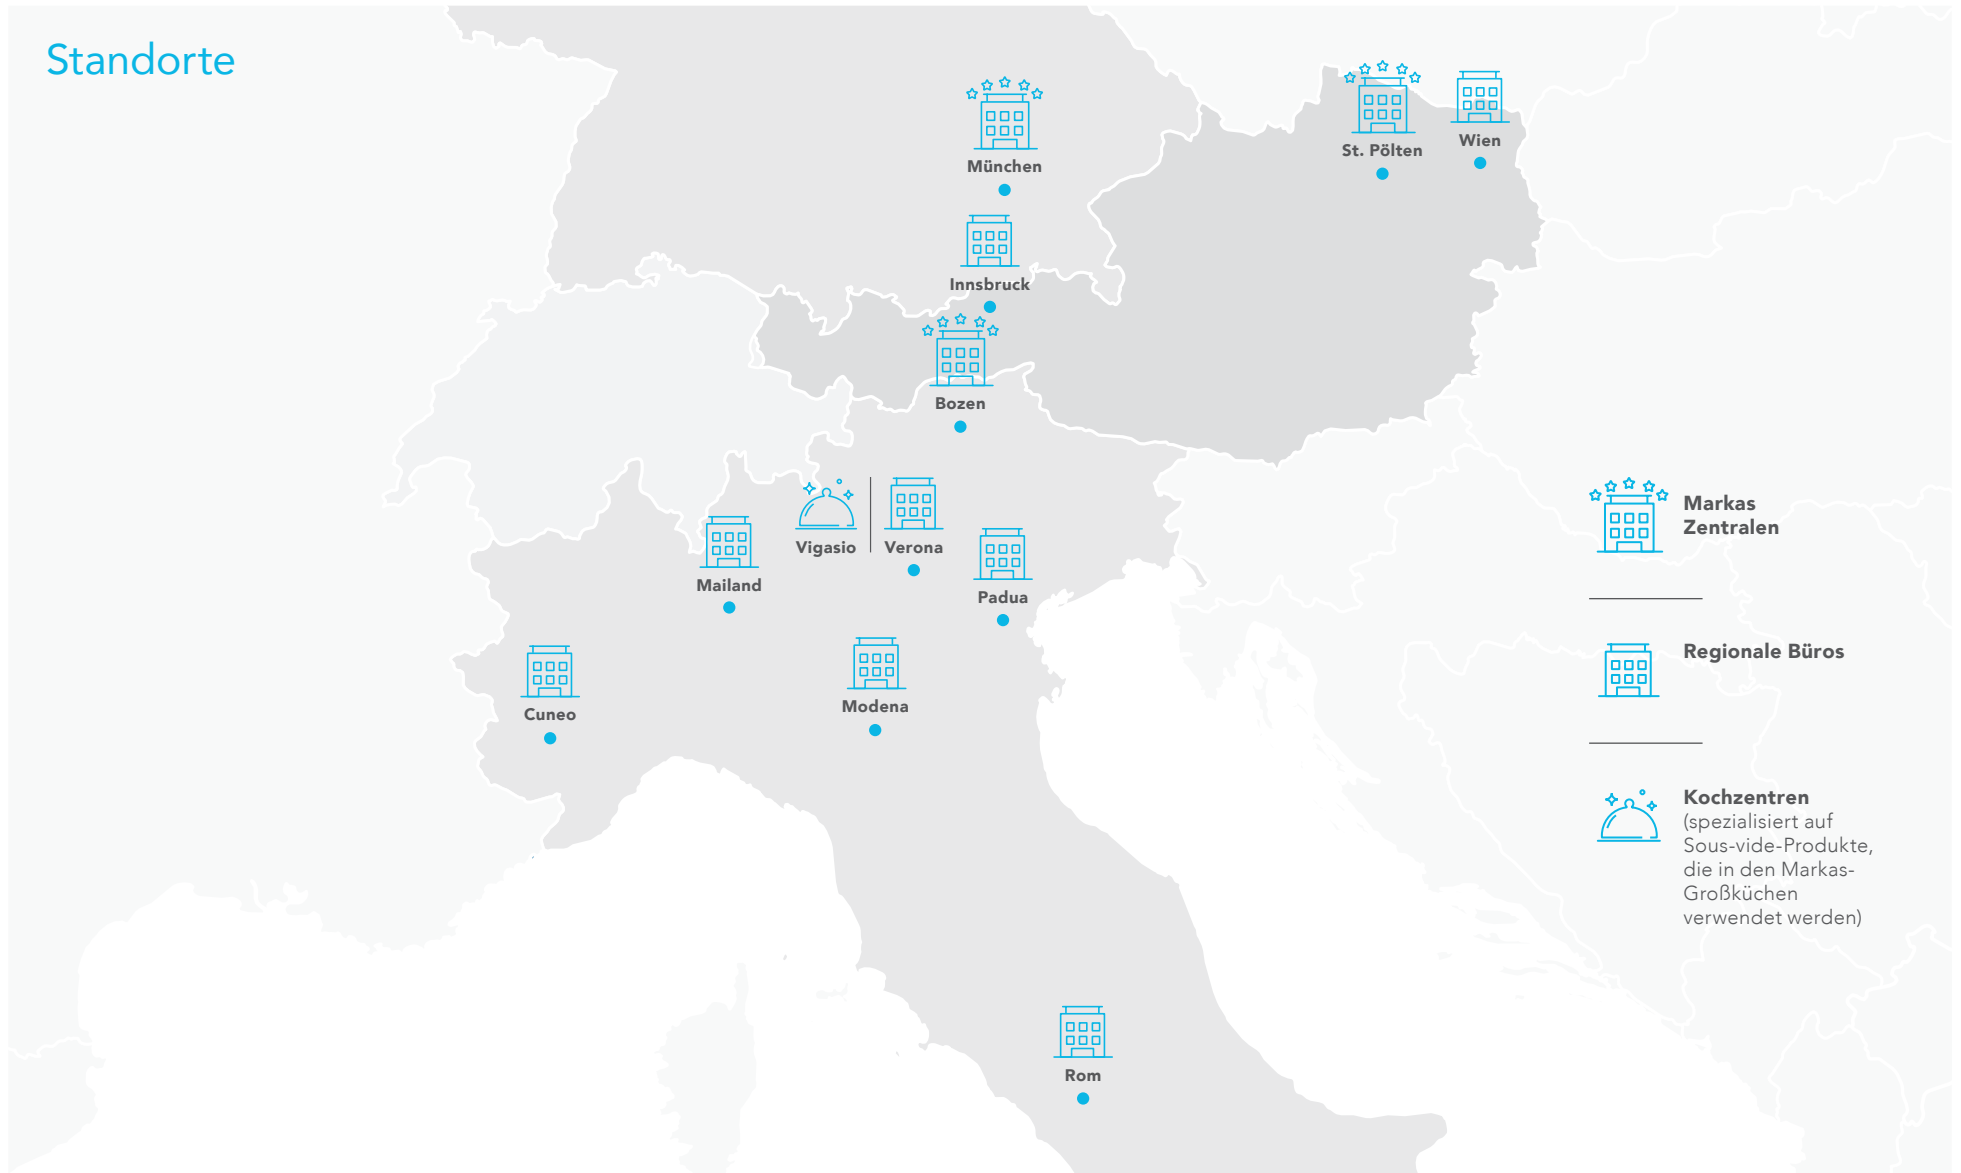 Standorte
München
St. Pölten
Wien
Innsbruck
Bozen
Vigasio
Verona
Mailand
Padua
Cuneo
Modena
Rom
Markas
Zentralen
Regionale Büros
Kochzentren
(spezialisiert auf
Sous-vide-Produkte,
die in den Markas-
Großküchen
verwendet werden)